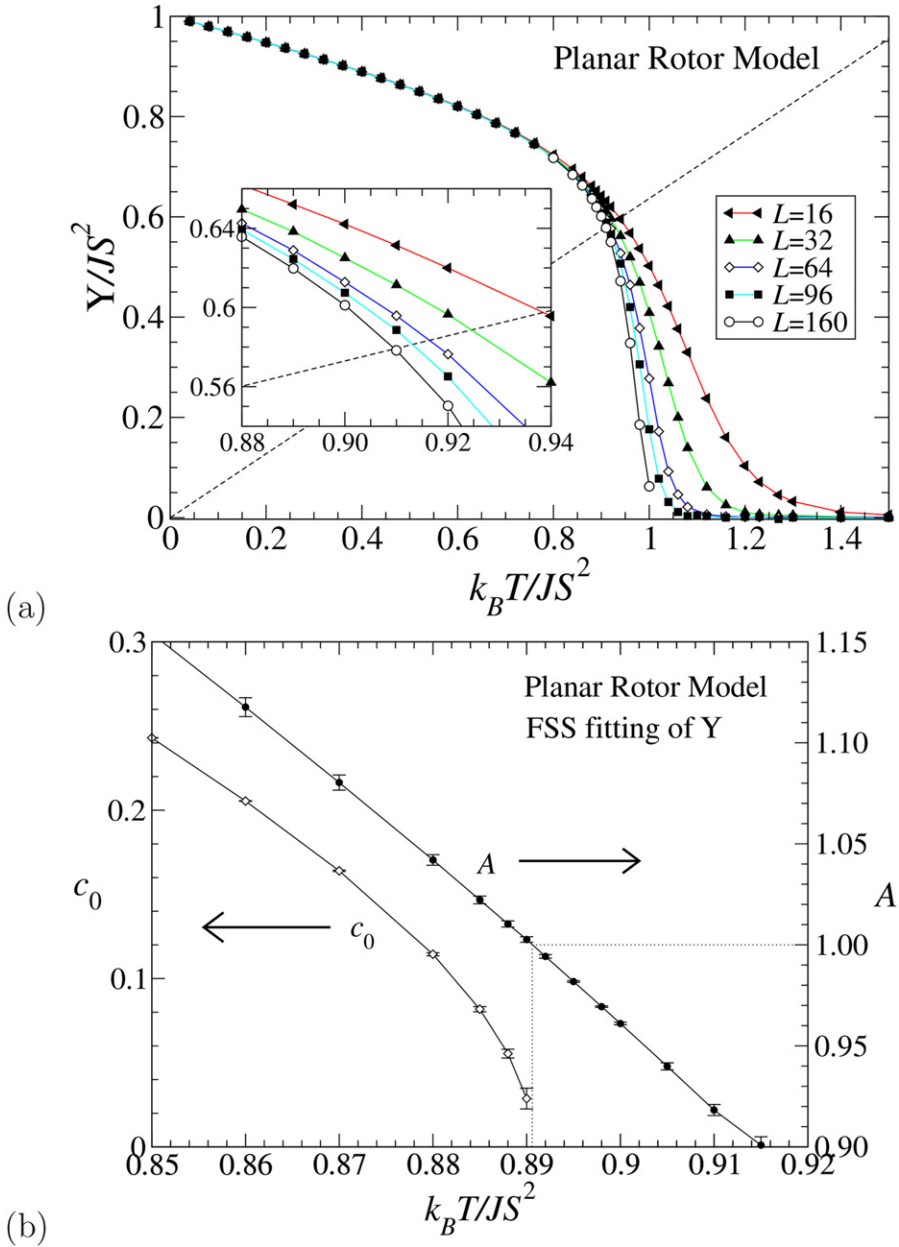 1
0.8
0.6
0.4
0.2
0
Y/JS²
Planar Rotor Model
L=16
L=32
L=64
L=96
L=160
0.64
0.6
0.56
0.88 0.90 0.92 0.94
0 0.2 0.4 0.6 0.8 1 1.2 1.4
k_B T/JS²
(a)
0.3
0.2
0.1
0
c₀
1.15
1.10
1.05
1.00
0.95
0.90
A
Planar Rotor Model
FSS fitting of Y
A
c₀
0.85 0.86 0.87 0.88 0.89 0.9 0.91 0.92
k_B T/JS²
(b)